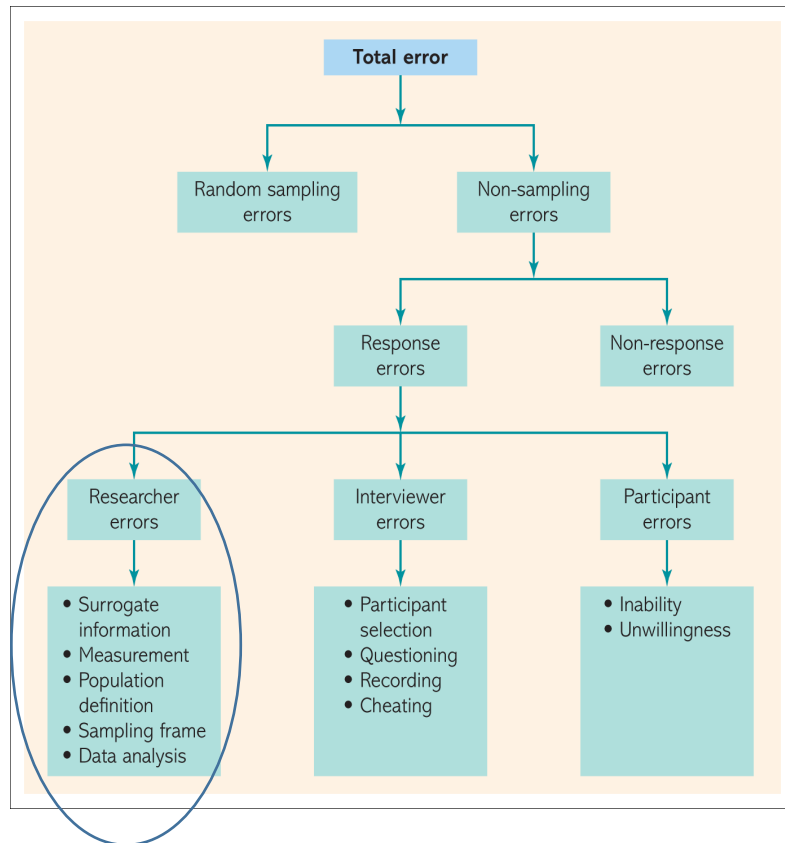 Total error
Random sampling
errors
Non-sampling
errors
Response
errors
Non-response
errors
Researcher
errors
Interviewer
errors
Participant
errors
• Surrogate
information
• Measurement
• Population
definition
• Sampling frame
• Data analysis
• Participant
selection
• Questioning
• Recording
• Cheating
• Inability
• Unwillingness